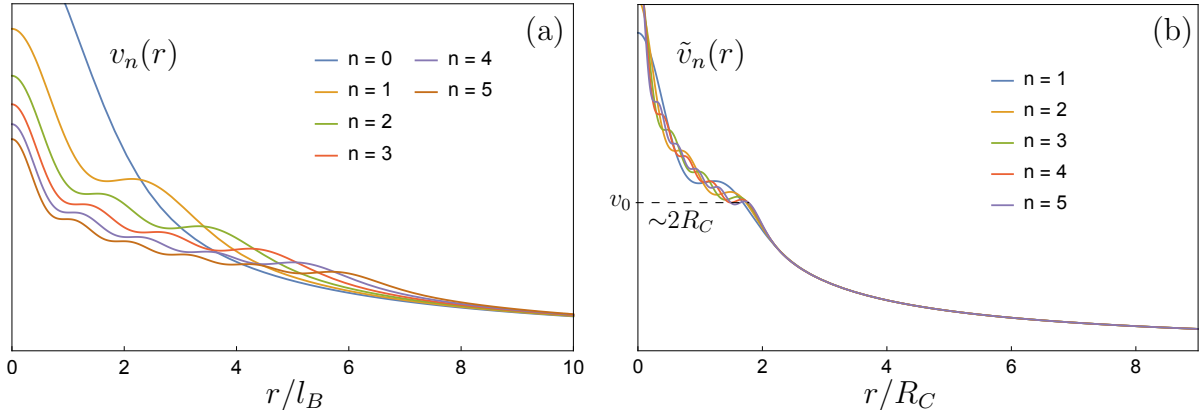 (a)
v_n(r)
n = 0
n = 4
n = 1
n = 5
n = 2
n = 3
0 2 4 6 8 10
r/l_B
(b)
ṽ_n(r)
n = 1
n = 2
n = 3
n = 4
n = 5
v_0
~2R_C
0 2 4 6 8
r/R_C